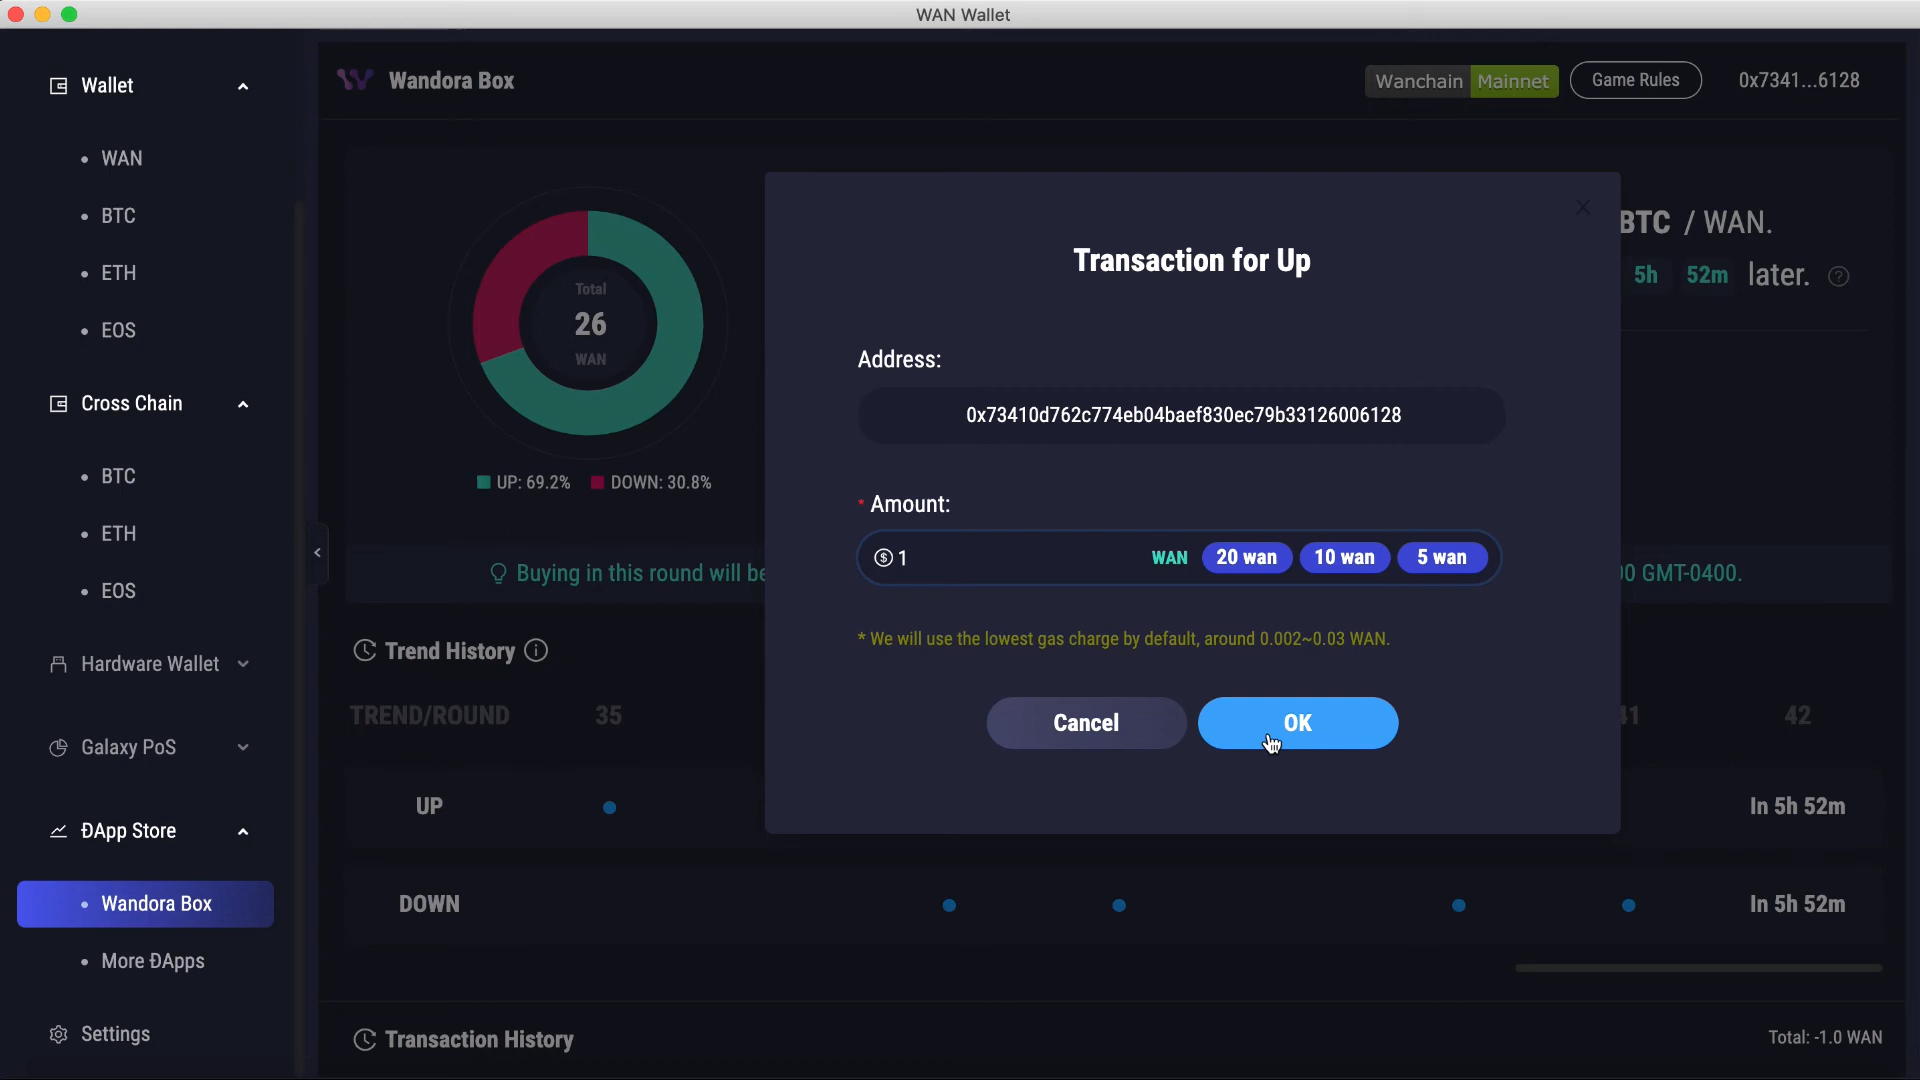 WAN Wallet
Wallet
WAN
BTC
ETH
EOS
Cross Chain
BTC
ETH
EOS
Hardware Wallet
Galaxy PoS
ÐApp Store
Wandora Box
More ÐApps
Settings
Wandora Box
Wanchain Mainnet
Game Rules
0x7341...6128
Total
26
WAN
UP: 69.2% DOWN: 30.8%
BTC / WAN.
5h 52m later.
Buying in this round will be
GMT-0400.
Transaction for Up
Address:
0x73410d762c774eb04baef830ec79b33126006128
* Amount:
1 WAN 20 wan 10 wan 5 wan
* We will use the lowest gas charge by default, around 0.002~0.03 WAN.
Cancel OK
Trend History
TREND/ROUND 35 41 42
UP In 5h 52m
DOWN In 5h 52m
Transaction History
Total: -1.0 WAN